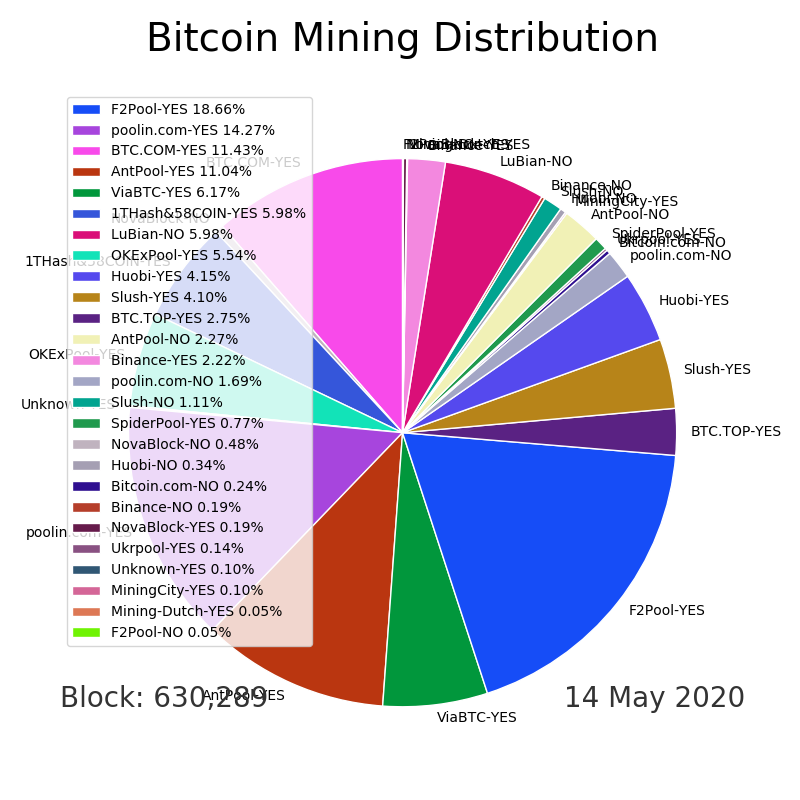 Bitcoin Mining Distribution
F2Pool-YES 18.66%
poolin.com-YES 14.27%
BTC.COM-YES 11.43%
AntPool-YES 11.04%
ViaBTC-YES 6.17%
1THash&58COIN-YES 5.98%
LuBian-NO 5.98%
OKExPool-YES 5.54%
Huobi-YES 4.15%
Slush-YES 4.10%
BTC.TOP-YES 2.75%
AntPool-NO 2.27%
Binance-YES 2.22%
poolin.com-NO 1.69%
Slush-NO 1.11%
SpiderPool-YES 0.77%
NovaBlock-NO 0.48%
Huobi-NO 0.34%
Bitcoin.com-NO 0.24%
Binance-NO 0.19%
NovaBlock-YES 0.19%
Ukrpool-YES 0.14%
Unknown-YES 0.10%
MiningCity-YES 0.10%
Mining-Dutch-YES 0.05%
F2Pool-NO 0.05%
BTC.COM-YES
NovaBlock-NO
1THash&58COIN-YES
OKExPool-YES
Unknown-YES
poolin.com-YES
AntPool-YES
ViaBTC-YES
F2Pool-YES
BTC.TOP-YES
Slush-YES
Huobi-YES
poolin.com-NO
Bitcoin.com-NO
Ukrpool-YES
SpiderPool-YES
AntPool-NO
MiningCity-YES
Huobi-NO
Slush-NO
Binance-NO
LuBian-NO
Block: 630,289
14 May 2020